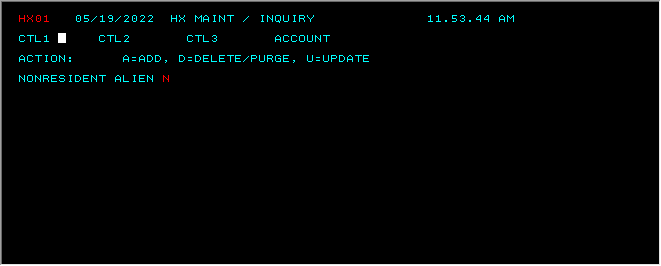 HX01 05/19/2022 HX MAINT / INQUIRY 11.53.44 AM
CTL1 CTL2 CTL3 ACCOUNT
ACTION: A=ADD, D=DELETE/PURGE, U=UPDATE
NONRESIDENT ALIEN N